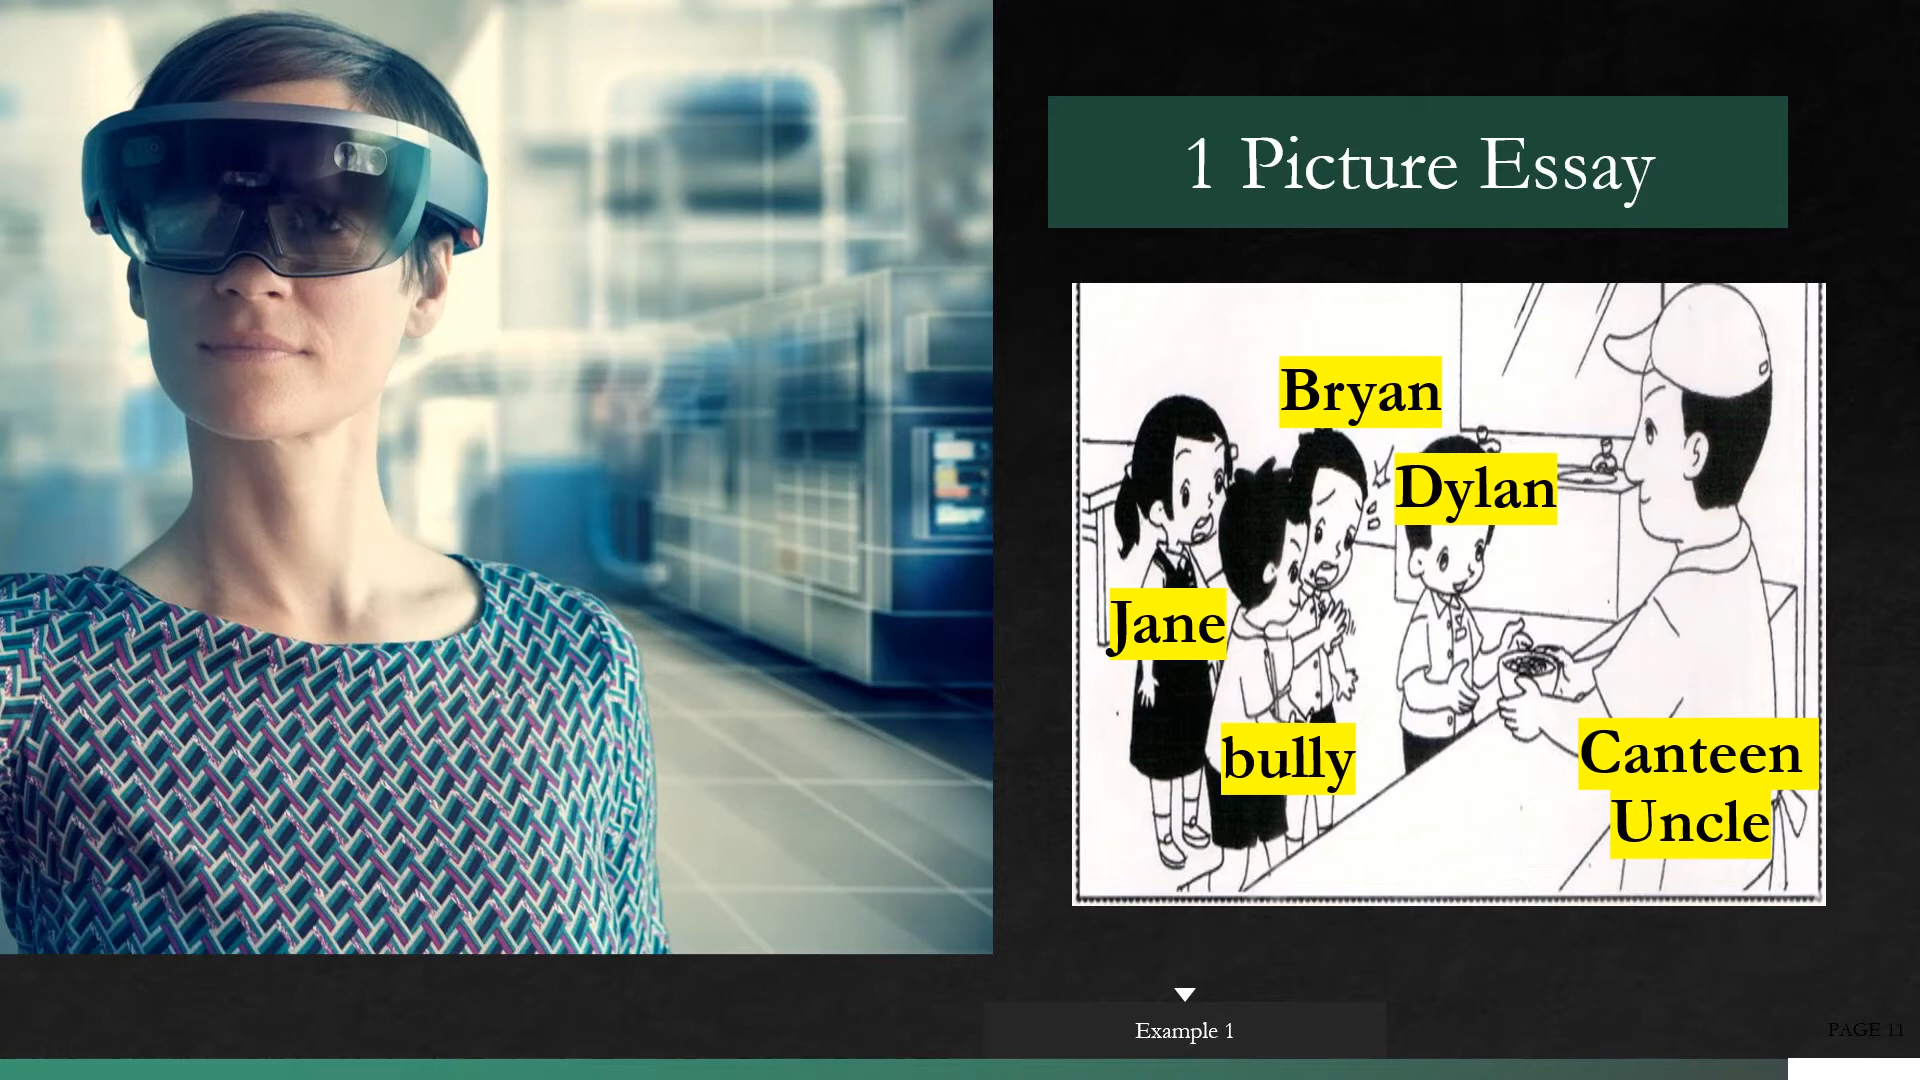 1 Picture Essay
Bryan
Dylan
Jane
bully
Canteen
Uncle
Example 1
PAGE 11